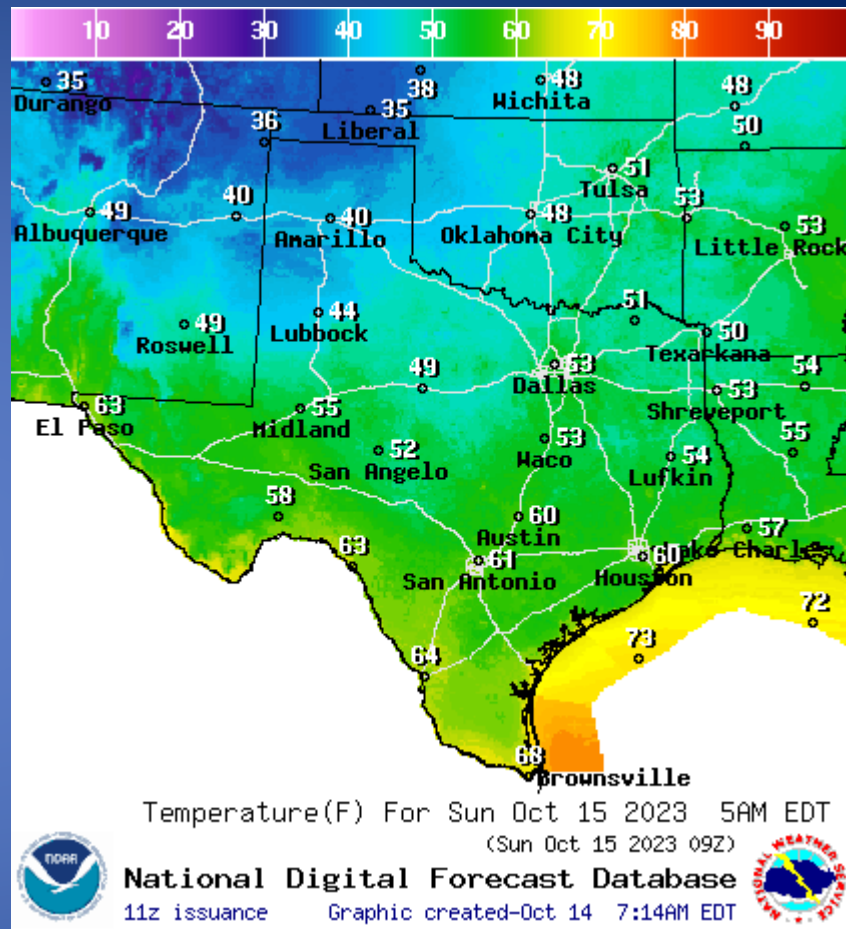 10 20 30 40 50 60 70 80 90
35 38 48 48
Durango 35 Wichita
Liberal
36 50
51
Tulsa
49 40 40 48 53 53
Albuquerque Amarillo Oklahoma City Little Rock
49 44 51 50
Roswell Lubbock Texarkana
49 53 53 54
Dallas Shreveport
63 55
El Paso Midland
52 53 54 55
San Angelo Waco Lufkin
58 60 57
Austin
63 61 60 Lake Charles
San Antonio Houston
72
73
64
68
Brownsville
Temperature(F) For Sun Oct 15 2023 5AM EDT
(Sun Oct 15 2023 09Z)
National Digital Forecast Database
11z issuance Graphic created-Oct 14 7:14AM EDT
NOAA
NATIONAL WEATHER SERVICE